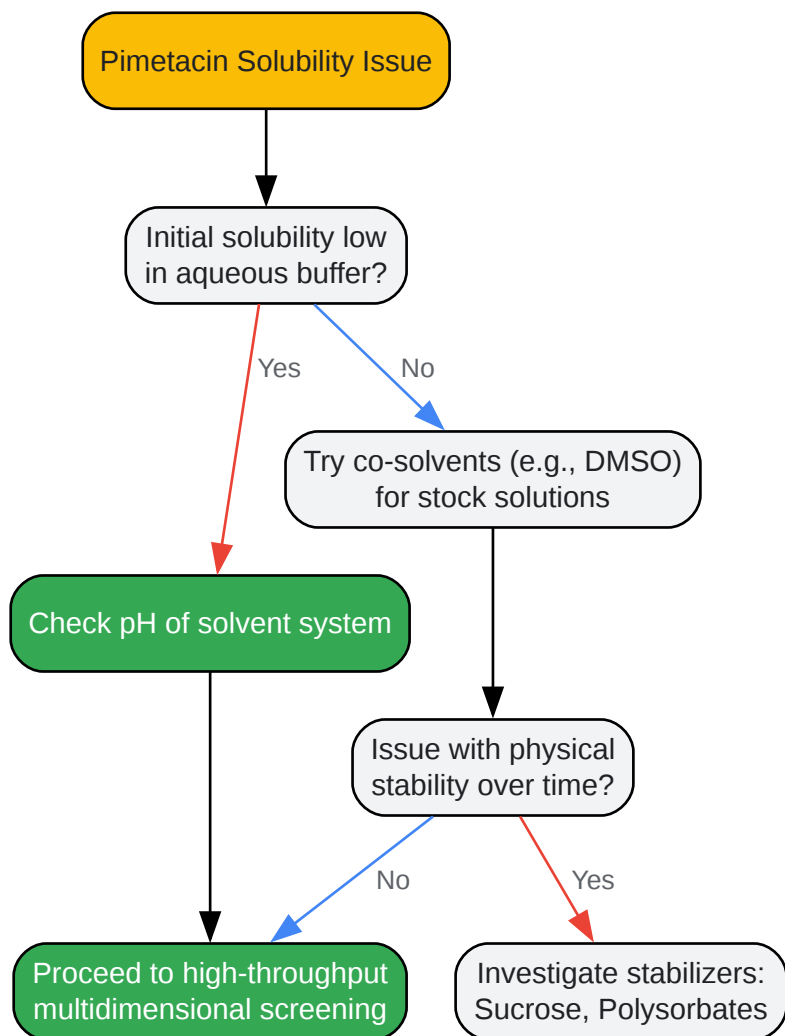 Pimetacin Solubility Issue
Initial solubility low
in aqueous buffer?
Yes
No
Try co-solvents (e.g., DMSO)
for stock solutions
Check pH of solvent system
Issue with physical
stability over time?
No
Yes
Proceed to high-throughput
multidimensional screening
Investigate stabilizers:
Sucrose, Polysorbates